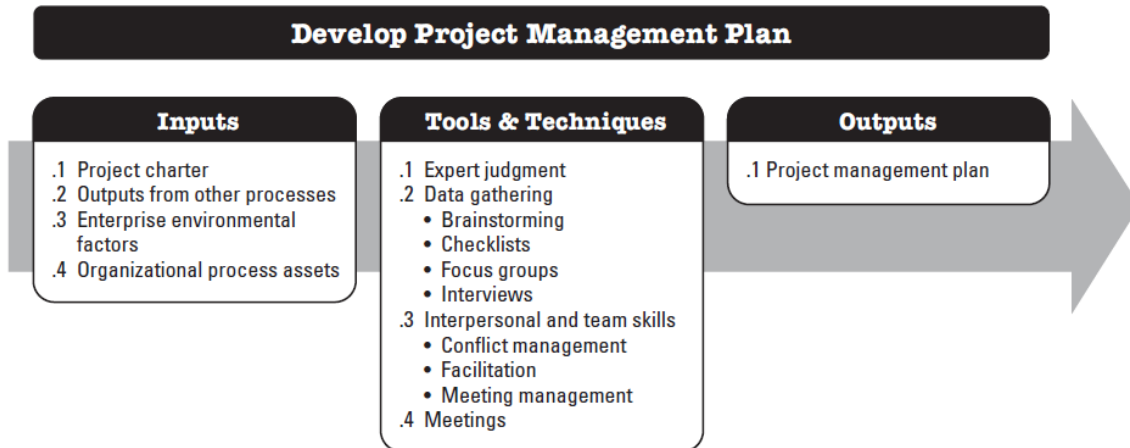 Develop Project Management Plan
Inputs
.1 Project charter
.2 Outputs from other processes
.3 Enterprise environmental
factors
.4 Organizational process assets
Tools & Techniques
.1 Expert judgment
.2 Data gathering
• Brainstorming
• Checklists
• Focus groups
• Interviews
.3 Interpersonal and team skills
• Conflict management
• Facilitation
• Meeting management
.4 Meetings
Outputs
.1 Project management plan